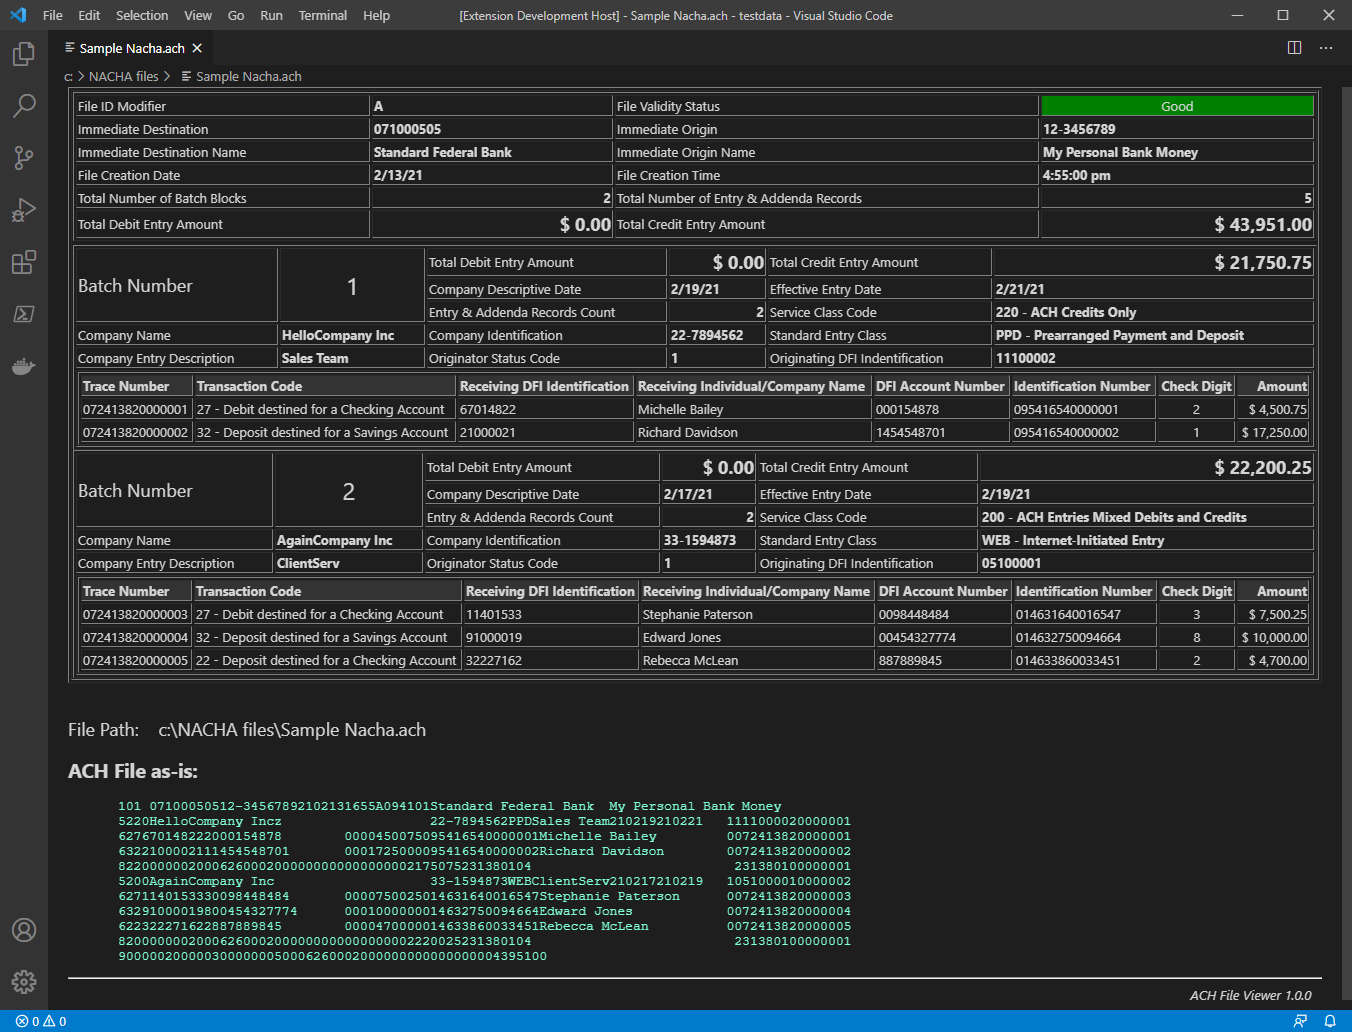 File Edit Selection View Go Run Terminal Help [Extension Development Host] - Sample Nacha.ach - testdata - Visual Studio Code
Sample Nacha.ach
c: > NACHA files > Sample Nacha.ach
File ID Modifier A File Validity Status Good
Immediate Destination 071000505 Immediate Origin 12-3456789
Immediate Destination Name Standard Federal Bank Immediate Origin Name My Personal Bank Money
File Creation Date 2/13/21 File Creation Time 4:55:00 pm
Total Number of Batch Blocks 2 Total Number of Entry & Addenda Records 5
Total Debit Entry Amount $ 0.00 Total Credit Entry Amount $ 43,951.00
Batch Number 1 Total Debit Entry Amount $ 0.00 Total Credit Entry Amount $ 21,750.75
Company Descriptive Date 2/19/21 Effective Entry Date 2/21/21
Entry & Addenda Records Count 2 Service Class Code 220 - ACH Credits Only
Company Name HelloCompany Inc Company Identification 22-7894562 Standard Entry Class PPD - Prearranged Payment and Deposit
Company Entry Description Sales Team Originator Status Code 1 Originating DFI Indentification 11100002
Trace Number Transaction Code Receiving DFI Identification Receiving Individual/Company Name DFI Account Number Identification Number Check Digit Amount
072413820000001 27 - Debit destined for a Checking Account 67014822 Michelle Bailey 000154878 095416540000001 2 $ 4,500.75
072413820000002 32 - Deposit destined for a Savings Account 21000021 Richard Davidson 1454548701 095416540000002 1 $ 17,250.00
Batch Number 2 Total Debit Entry Amount $ 0.00 Total Credit Entry Amount $ 22,200.25
Company Descriptive Date 2/17/21 Effective Entry Date 2/19/21
Entry & Addenda Records Count 2 Service Class Code 200 - ACH Entries Mixed Debits and Credits
Company Name AgainCompany Inc Company Identification 33-1594873 Standard Entry Class WEB - Internet-Initiated Entry
Company Entry Description ClientServ Originator Status Code 1 Originating DFI Indentification 05100001
Trace Number Transaction Code Receiving DFI Identification Receiving Individual/Company Name DFI Account Number Identification Number Check Digit Amount
072413820000003 27 - Debit destined for a Checking Account 11401533 Stephanie Paterson 0098448484 014631640016547 3 $ 7,500.25
072413820000004 32 - Deposit destined for a Savings Account 91000019 Edward Jones 00454327774 014632750094664 8 $ 10,000.00
072413820000005 22 - Deposit destined for a Checking Account 32227162 Rebecca McLean 887889845 014633860033451 2 $ 4,700.00
File Path: c:\NACHA files\Sample Nacha.ach
ACH File as-is:
101 07100050512-34567892102131655A094101Standard Federal Bank  My Personal Bank Money
5220HelloCompany Incz                   22-7894562PPDSales Team210219210221   1111000020000001
627670148222000154878        0000450075095416540000001Michelle Bailey         0072413820000001
6322100002111454548701       0001725000095416540000002Richard Davidson        0072413820000002
82200000020006260002000000000000000002175075231380104                          231380100000001
5200AgainCompany Inc                    33-1594873WEBClientServ210217210219   1051000010000002
6271140153330098448484       0000750025014631640016547Stephanie Paterson      0072413820000003
63291000019800454327774      0001000000014632750094664Edward Jones            0072413820000004
622322271622887889845        0000470000014633860033451Rebecca McLean          0072413820000005
82000000020006260002000000000000000002220025231380104                          231380100000001
9000002000003000000050006260002000000000000000004395100
ACH File Viewer 1.0.0
0 0